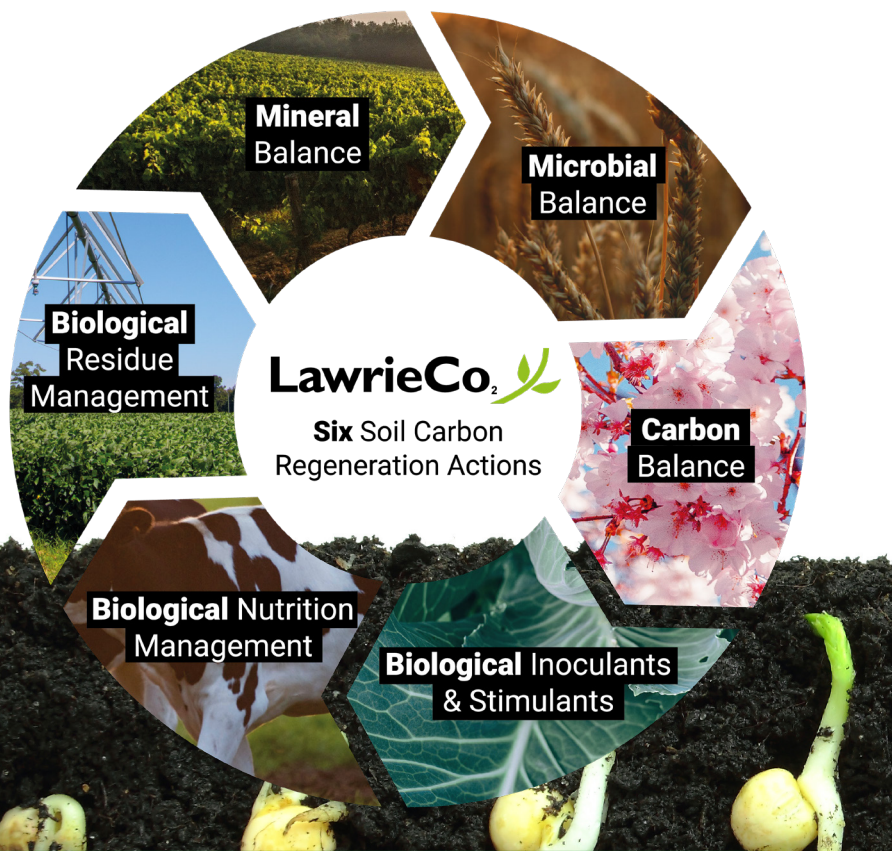 Mineral
Balance
Microbial
Balance
Biological
Residue
Management
LawrieCo₂
Six Soil Carbon
Regeneration Actions
Carbon
Balance
Biological Nutrition
Management
Biological Inoculants
& Stimulants